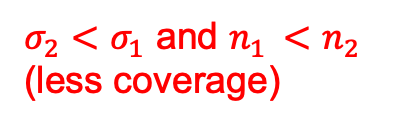 σ₂ < σ₁ and n₁ < n₂
(less coverage)